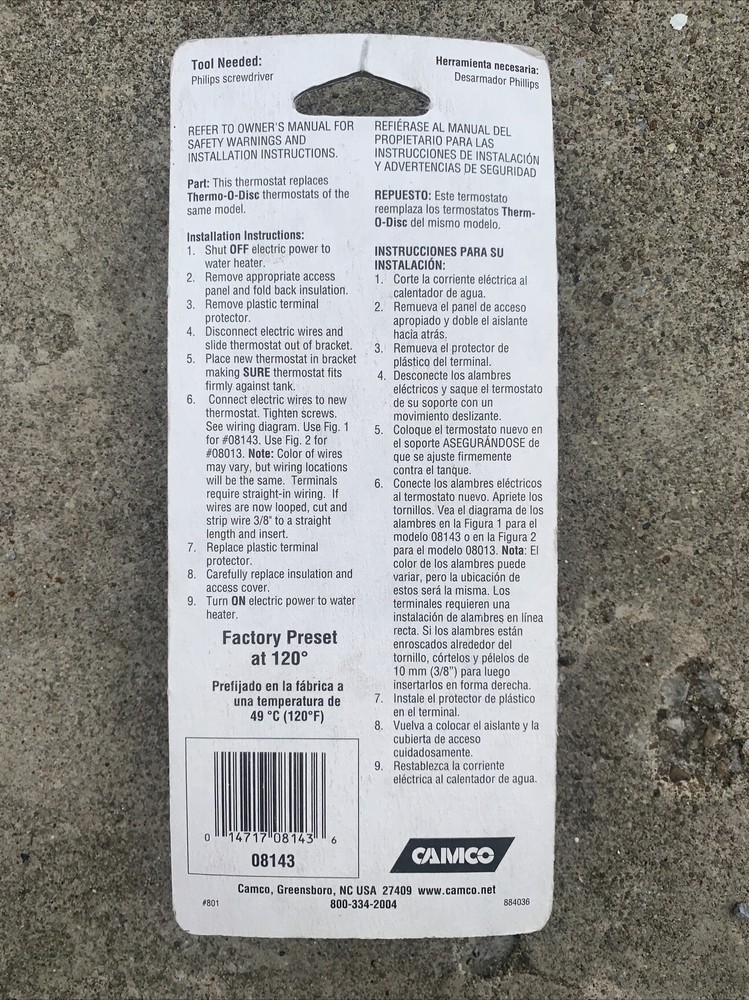 Tool Needed:
Philips screwdriver
Herramienta necesaria:
Desarmador Phillips
REFER TO OWNER'S MANUAL FOR
SAFETY WARNINGS AND
INSTALLATION INSTRUCTIONS.
Part: This thermostat replaces
Thermo-O-Disc thermostats of the
same model.
Installation Instructions:
1. Shut OFF electric power to
water heater.
2. Remove appropriate access
panel and fold back insulation.
3. Remove plastic terminal
protector.
4. Disconnect electric wires and
slide thermostat out of bracket.
5. Place new thermostat in bracket
making SURE thermostat fits
firmly against tank.
6. Connect electric wires to new
thermostat. Tighten screws.
See wiring diagram. Use Fig. 1
for #08143. Use Fig. 2 for
#08013. Note: Color of wires
may vary, but wiring locations
will be the same. Terminals
require straight-in wiring. If
wires are now looped, cut and
strip wire 3/8" to a straight
length and insert.
7. Replace plastic terminal
protector.
8. Carefully replace insulation and
access cover.
9. Turn ON electric power to water
heater.
Factory Preset
at 120°
Prefijado en la fábrica a
una temperatura de
49 °C (120°F)
0 14717 08143 6
08143
REFIÉRASE AL MANUAL DEL
PROPIETARIO PARA LAS
INSTRUCCIONES DE INSTALACIÓN
Y ADVERTENCIAS DE SEGURIDAD
REPUESTO: Este termostato
reemplaza los termostatos Therm-
O-Disc del mismo modelo.
INSTRUCCIONES PARA SU
INSTALACIÓN:
1. Corte la corriente eléctrica al
calentador de agua.
2. Remueva el panel de acceso
apropiado y doble el aislante
hacia atrás.
3. Remueva el protector de
plástico del terminal.
4. Desconecte los alambres
eléctricos y saque el termostato
de su soporte con un
movimiento deslizante.
5. Coloque el termostato nuevo en
el soporte ASEGURÁNDOSE de
que se ajuste firmemente
contra el tanque.
6. Conecte los alambres eléctricos
al termostato nuevo. Apriete los
tornillos. Vea el diagrama de los
alambres en la Figura 1 para el
modelo 08143 o en la Figura 2
para el modelo 08013. Nota: El
color de los alambres puede
variar, pero la ubicación de
estos será la misma. Los
terminales requieren una
instalación de alambres en línea
recta. Si los alambres están
enroscados alrededor del
tornillo, córtelos y pélelos de
10 mm (3/8") para luego
insertarlos en forma derecha.
7. Instale el protector de plástico
en el terminal.
8. Vuelva a colocar el aislante y la
cubierta de acceso
cuidadosamente.
9. Restablezca la corriente
eléctrica al calentador de agua.
CAMCO
Camco, Greensboro, NC USA 27409 www.camco.net
#801 800-334-2004 884036